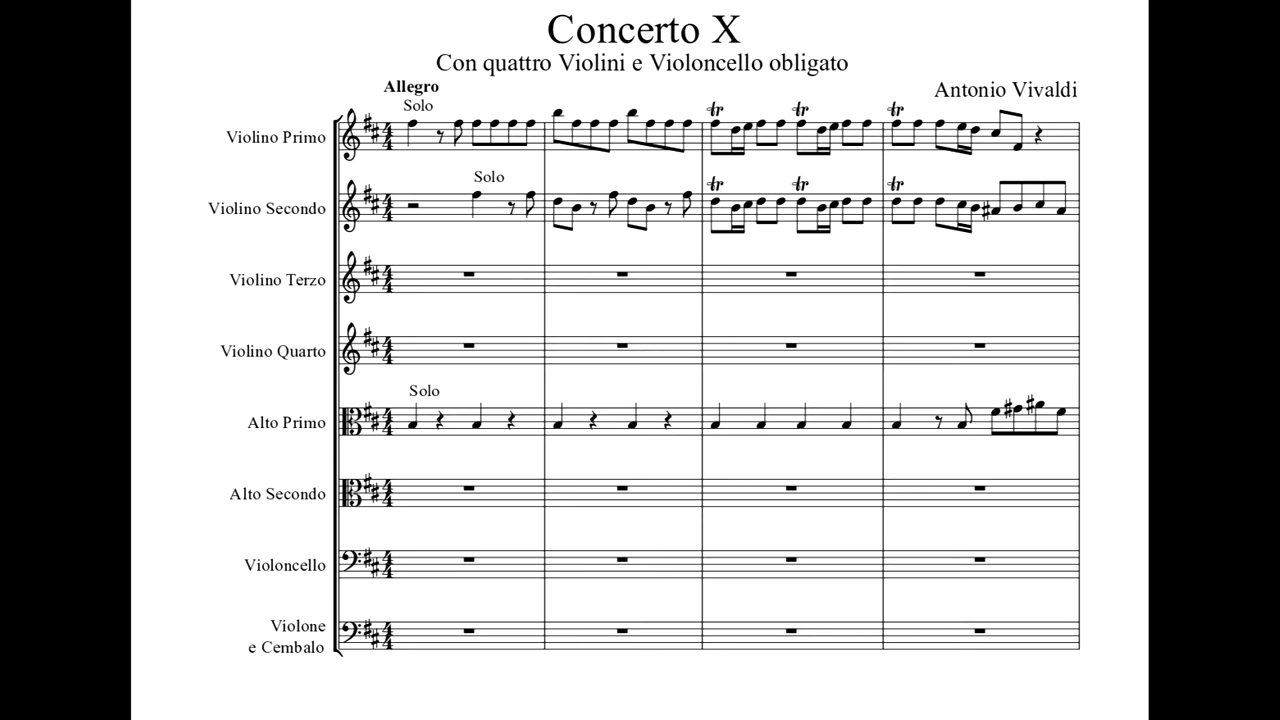 Concerto X
Con quattro Violini e Violoncello obligato
Allegro
Antonio Vivaldi
Solo
Violino Primo
Solo
Violino Secondo
Violino Terzo
Violino Quarto
Solo
Alto Primo
Alto Secondo
Violoncello
Violone
e Cembalo